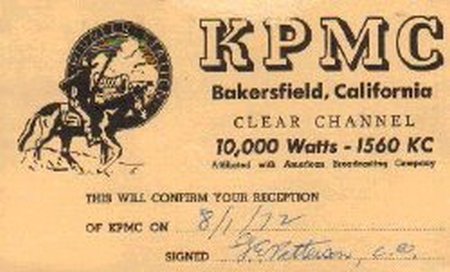 KPMC
Bakersfield, California
CLEAR CHANNEL
10,000 Watts - 1560 KC
Affiliated with American Broadcasting Company
THIS WILL CONFIRM YOUR RECEPTION
OF KPMC ON 8/1/72
SIGNED Patterson, c.e.